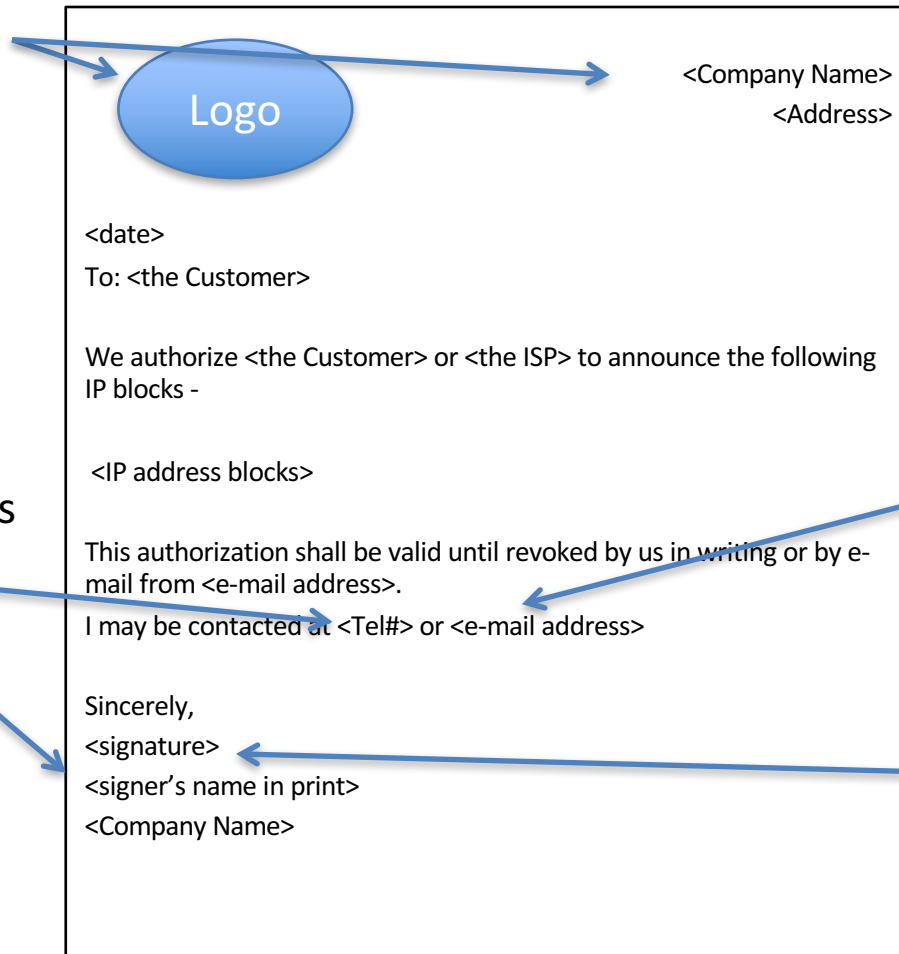 Logo
<Company Name>
<Address>
<date>
To: <the Customer>
We authorize <the Customer> or <the ISP> to announce the following
IP blocks -
<IP address blocks>
s
This authorization shall be valid until revoked by us in writing or by e-
mail from <e-mail address>.
I may be contacted at <Tel#> or <e-mail address>
Sincerely,
<signature>
<signer’s name in print>
<Company Name>